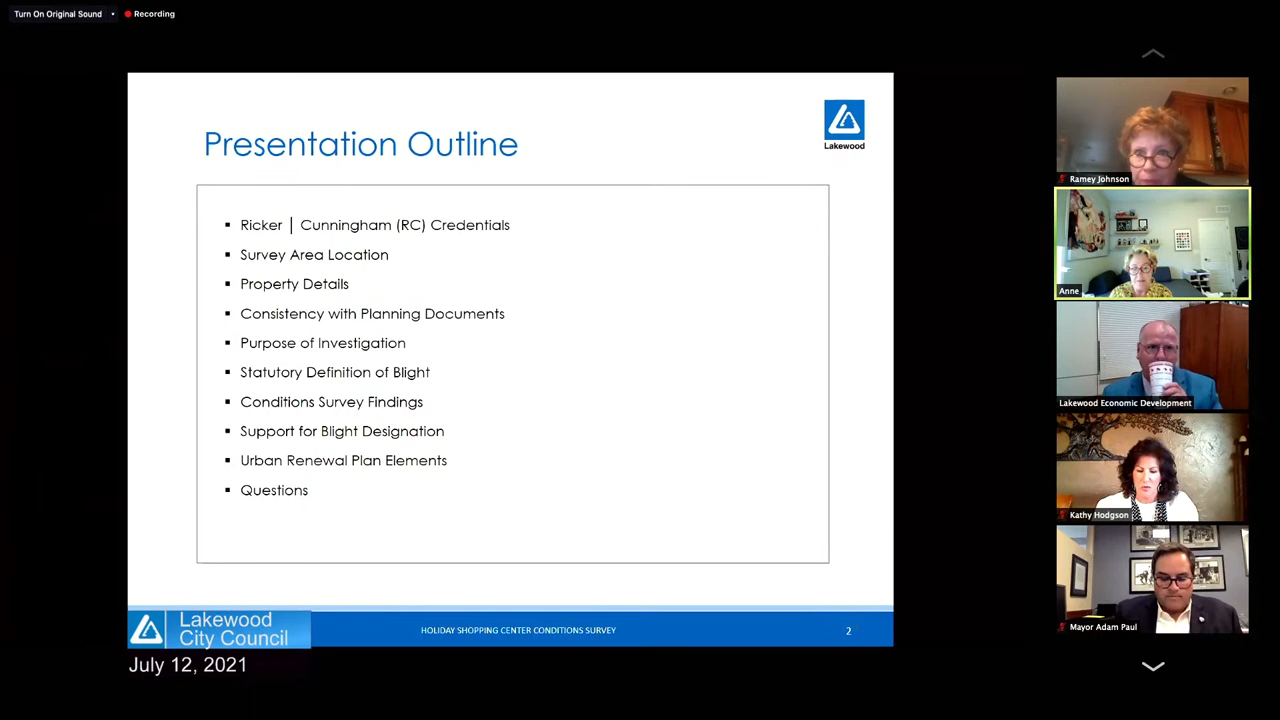 Turn On Original Sound
Recording
Presentation Outline
Lakewood
Ricker | Cunningham (RC) Credentials
Survey Area Location
Property Details
Consistency with Planning Documents
Purpose of Investigation
Statutory Definition of Blight
Conditions Survey Findings
Support for Blight Designation
Urban Renewal Plan Elements
Questions
HOLIDAY SHOPPING CENTER CONDITIONS SURVEY
2
Lakewood
City Council
July 12, 2021
Ramey Johnson
Anne
Lakewood Economic Development
Kathy Hodgson
Mayor Adam Paul